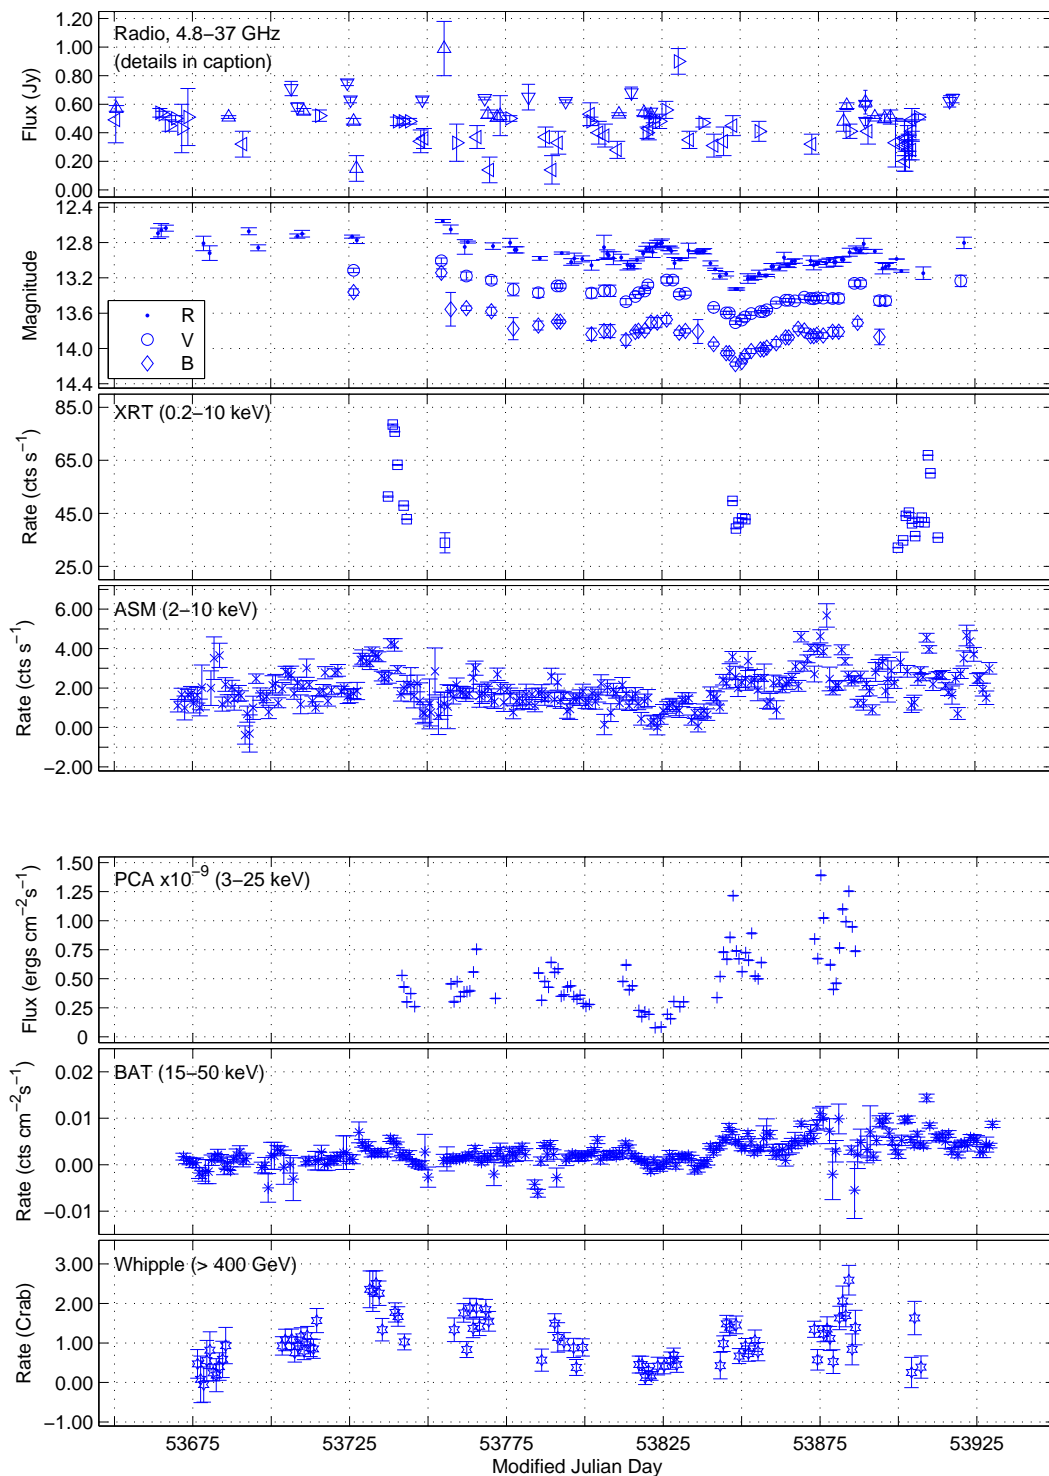 1.20
1.00
0.80
0.60
0.40
0.20
0.00
Flux (Jy)
Radio, 4.8–37 GHz
(details in caption)
12.4
12.8
13.2
13.6
14.0
14.4
Magnitude
R
V
B
85.0
65.0
45.0
25.0
Rate (cts s⁻¹)
XRT (0.2–10 keV)
6.00
4.00
2.00
0.00
−2.00
Rate (cts s⁻¹)
ASM (2–10 keV)
1.50
1.25
1.00
0.75
0.50
0.25
0
Flux (ergs cm⁻²s⁻¹)
PCA x10⁻⁹ (3–25 keV)
0.02
0.01
0.00
−0.01
Rate (cts cm⁻²s⁻¹)
BAT (15–50 keV)
3.00
2.00
1.00
0.00
−1.00
Rate (Crab)
Whipple (> 400 GeV)
53675 53725 53775 53825 53875 53925
Modified Julian Day